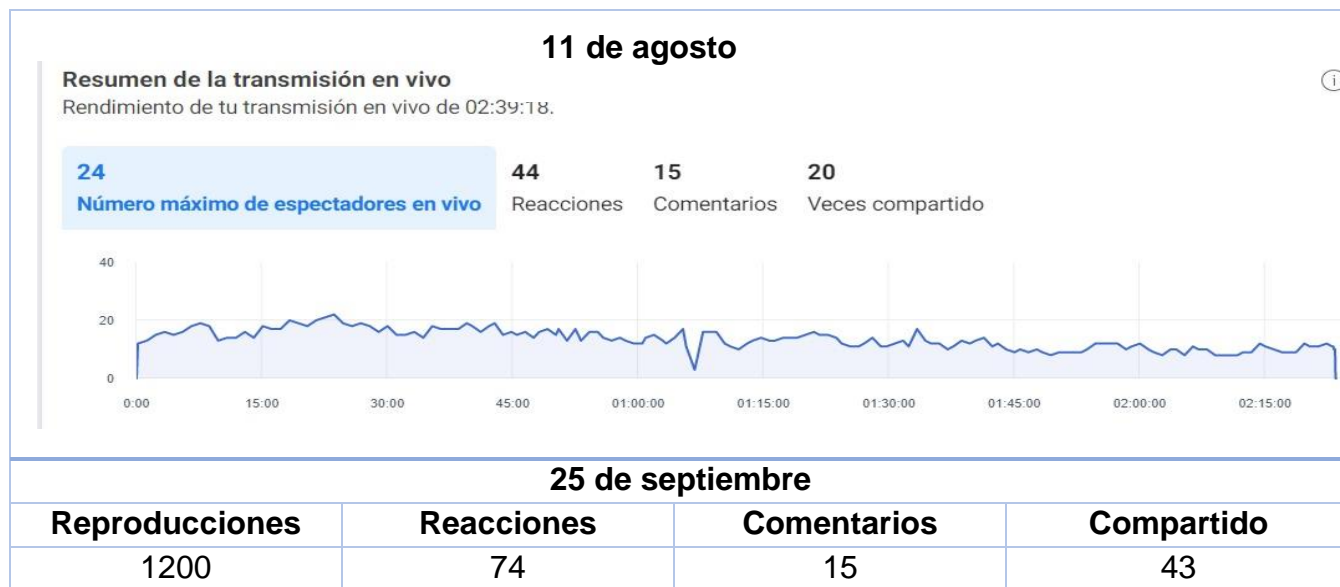 11 de agosto
Resumen de la transmisión en vivo
Rendimiento de tu transmisión en vivo de 02:39:18.
24 44 15 20
Número máximo de espectadores en vivo Reacciones Comentarios Veces compartido
40
20
0
0:00 15:00 30:00 45:00 01:00:00 01:15:00 01:30:00 01:45:00 02:00:00 02:15:00
25 de septiembre
Reproducciones Reacciones Comentarios Compartido
1200 74 15 43